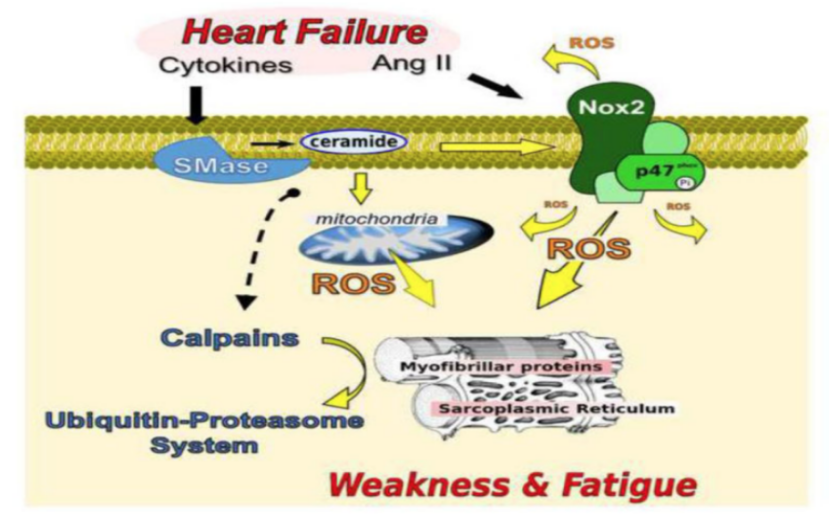 Heart Failure
Cytokines
Ang II
ROS
Nox2
SMase
ceramide
p47phox
Pi
mitochondria
ROS
ROS
ROS
ROS
Calpains
Myofibrillar proteins
Ubiquitin-Proteasome
System
Sarcoplasmic Reticulum
Weakness & Fatigue